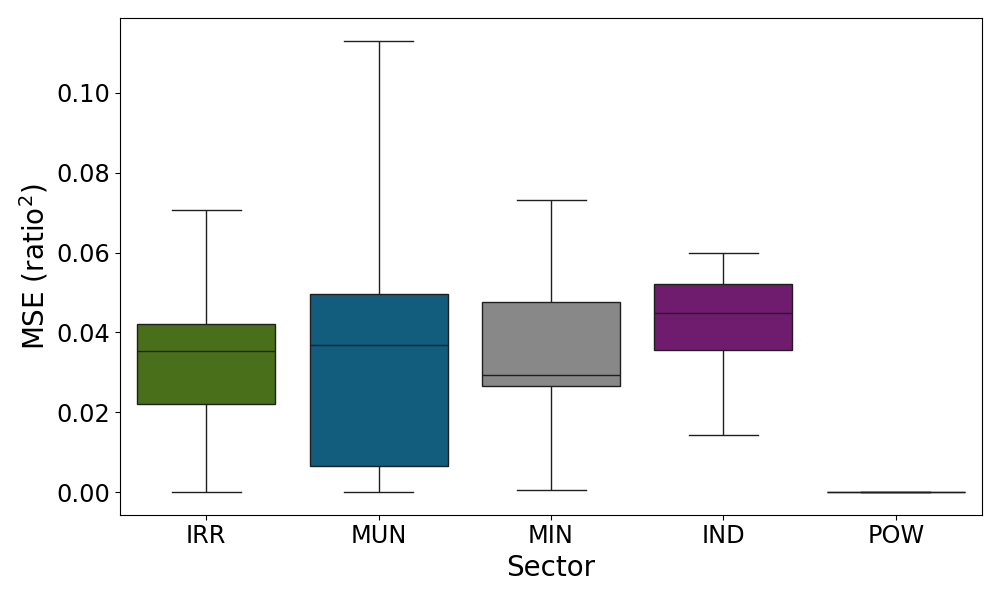 MSE (ratio²)
0.10
0.08
0.06
0.04
0.02
0.00
IRR MUN MIN IND POW
Sector